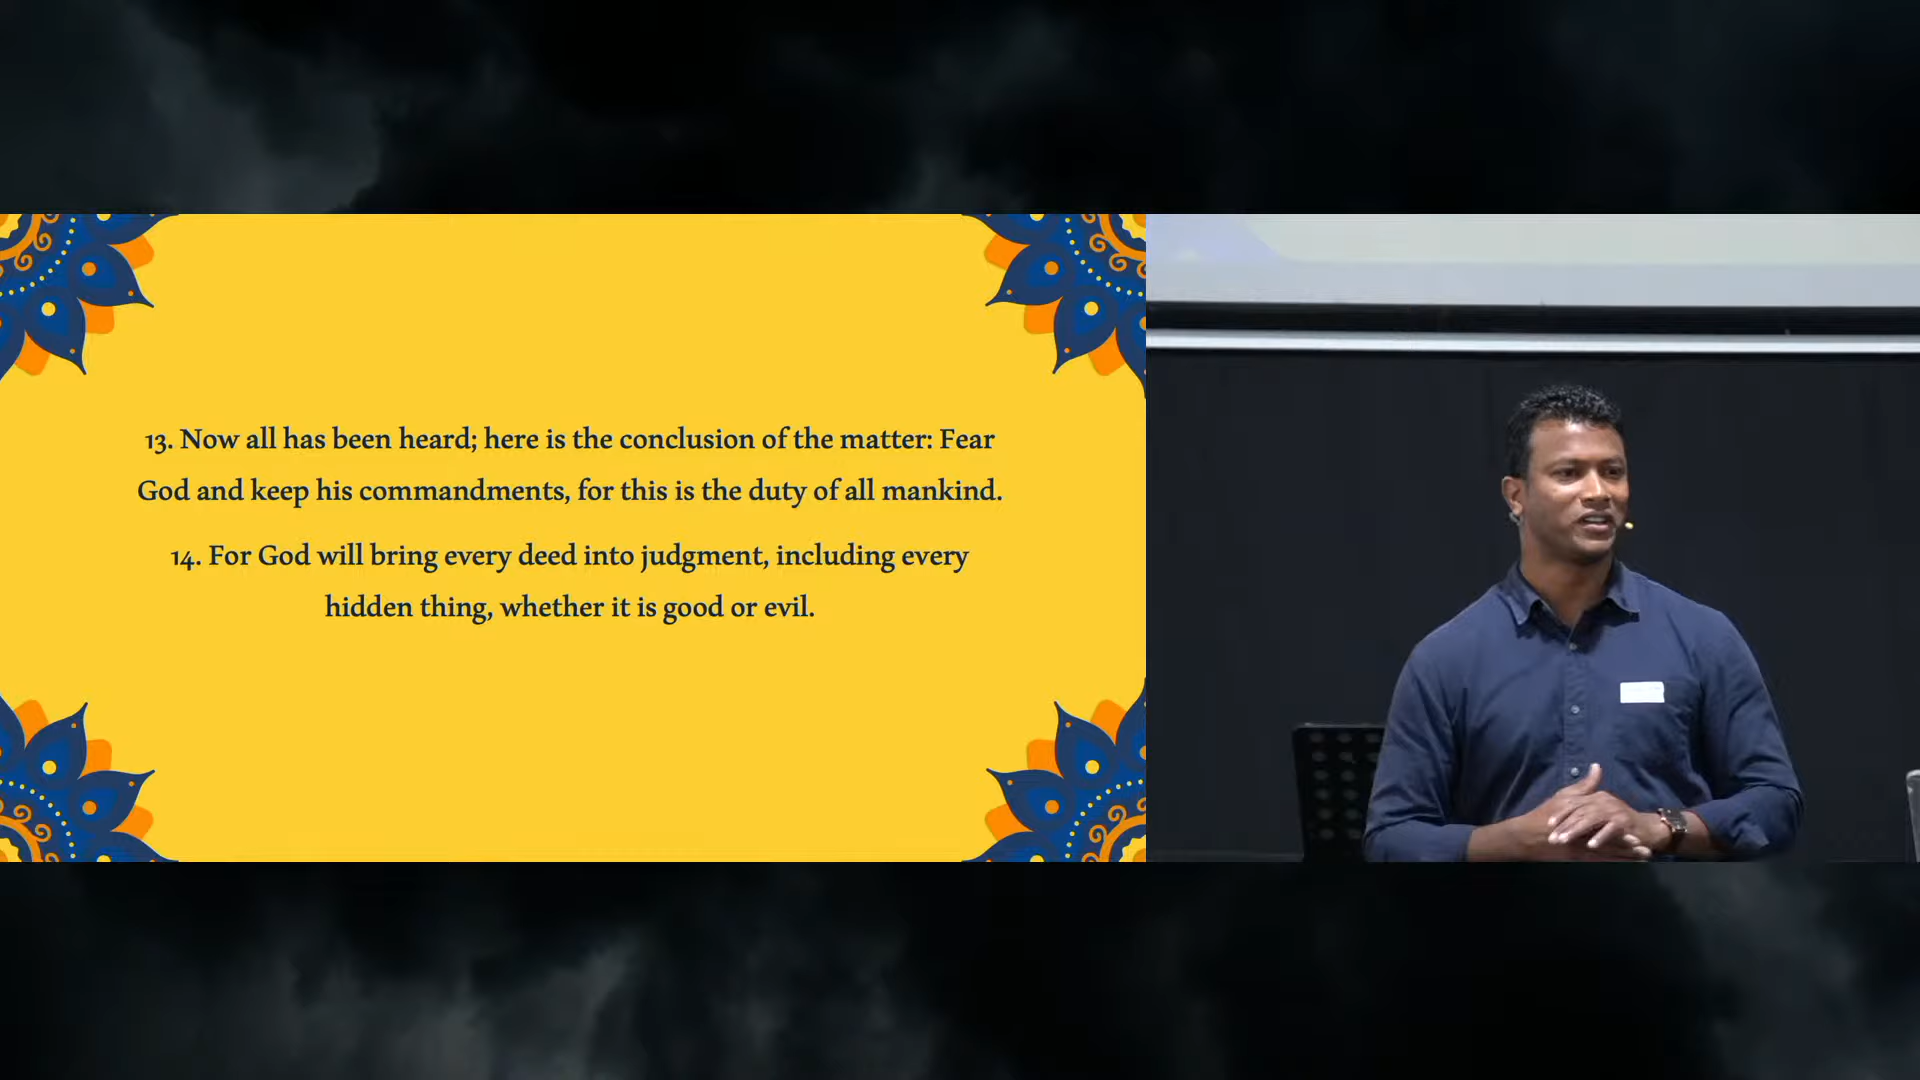 13. Now all has been heard; here is the conclusion of the matter: Fear
God and keep his commandments, for this is the duty of all mankind.
14. For God will bring every deed into judgment, including every
hidden thing, whether it is good or evil.